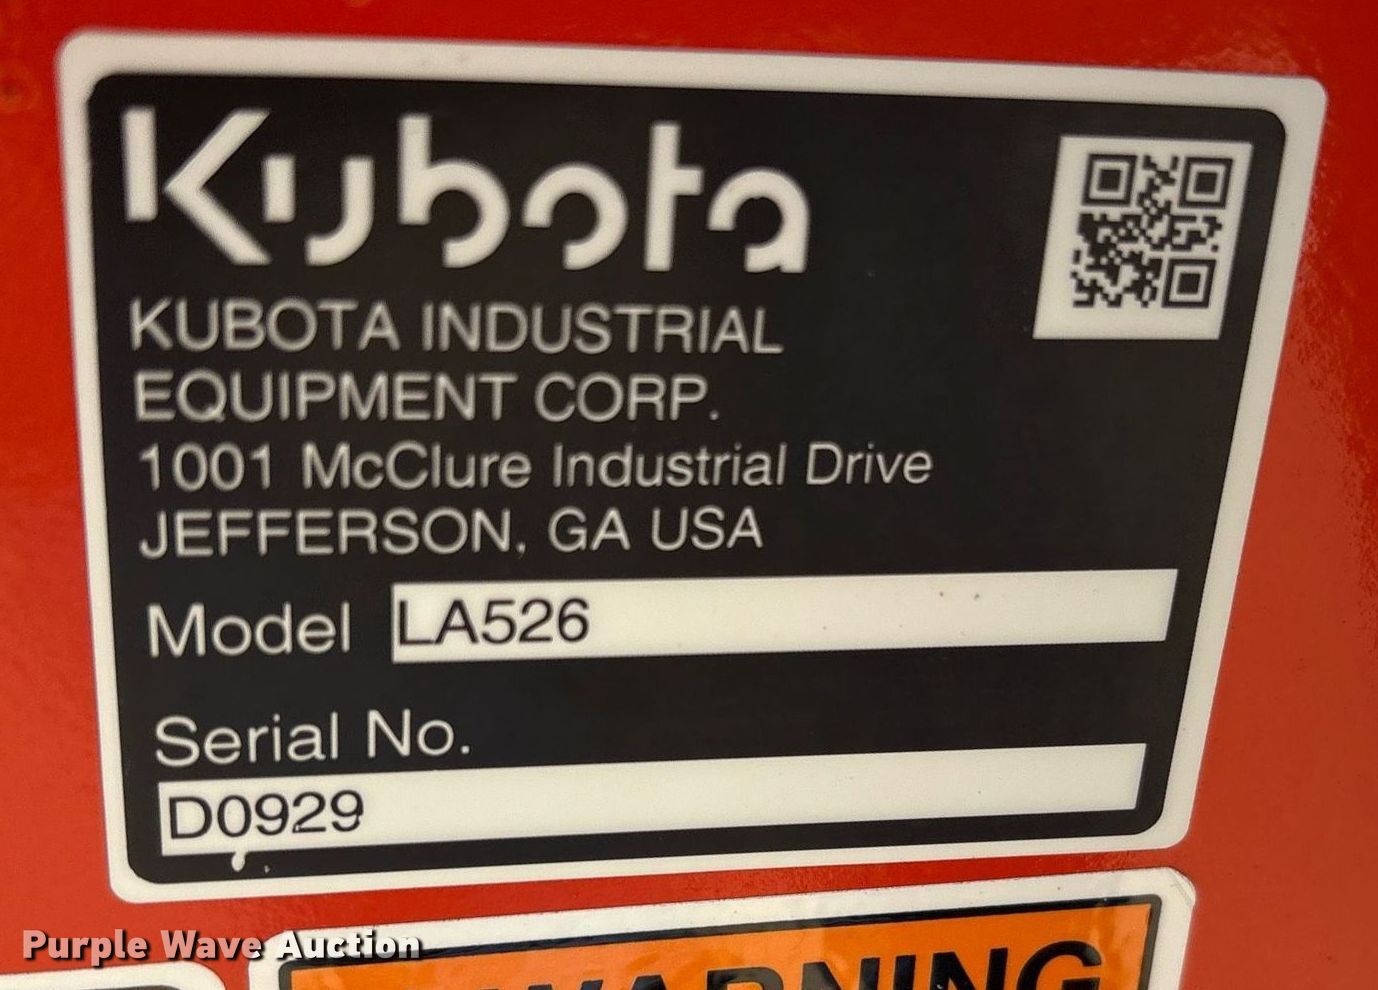 Kubota
KUBOTA INDUSTRIAL
EQUIPMENT CORP.
1001 McClure Industrial Drive
JEFFERSON, GA USA
Model LA526
Serial No.
D0929
WARNING
Purple Wave Auction